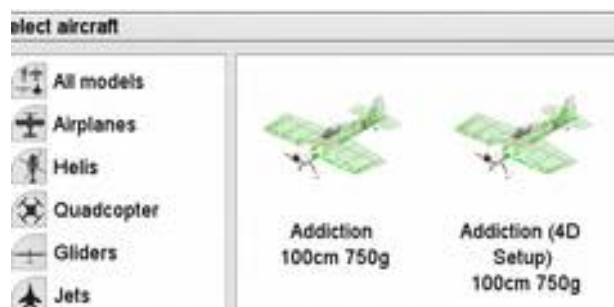 elect aircraft
All models
Airplanes
Helis
Quadcopter
Gliders
Jets
Addiction
100cm 750g
Addiction (4D
Setup)
100cm 750g